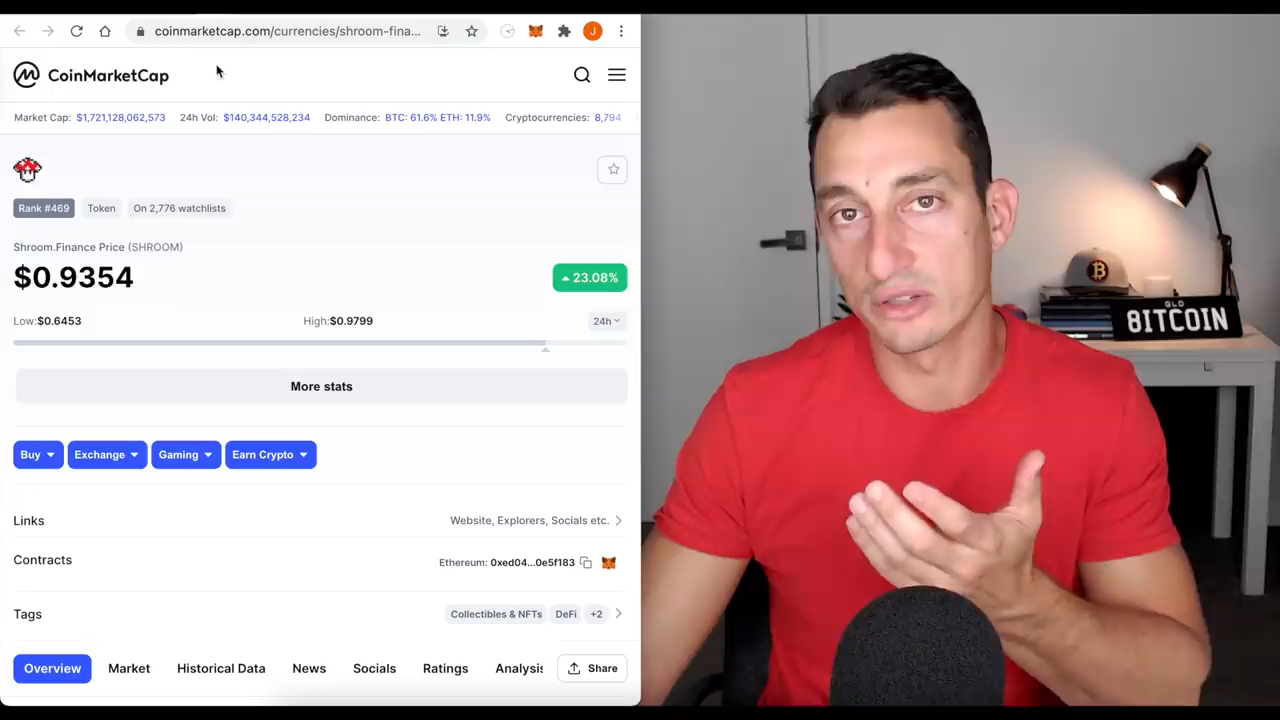 coinmarketcap.com/currencies/shroom-fina...
J
CoinMarketCap
Market Cap: $1,721,128,062,573 24h Vol: $140,344,528,234 Dominance: BTC: 61.6% ETH: 11.9% Cryptocurrencies: 8,794
Rank #469 Token On 2,776 watchlists
Shroom.Finance Price (SHROOM)
$0.9354 23.08%
Low:$0.6453 High:$0.9799 24h
More stats
Buy Exchange Gaming Earn Crypto
Links Website, Explorers, Socials etc.
Contracts Ethereum: 0xed04...0e5f183
Tags Collectibles & NFTs DeFi +2
Overview Market Historical Data News Socials Ratings Analysis Share
B
QLD
8ITCOIN